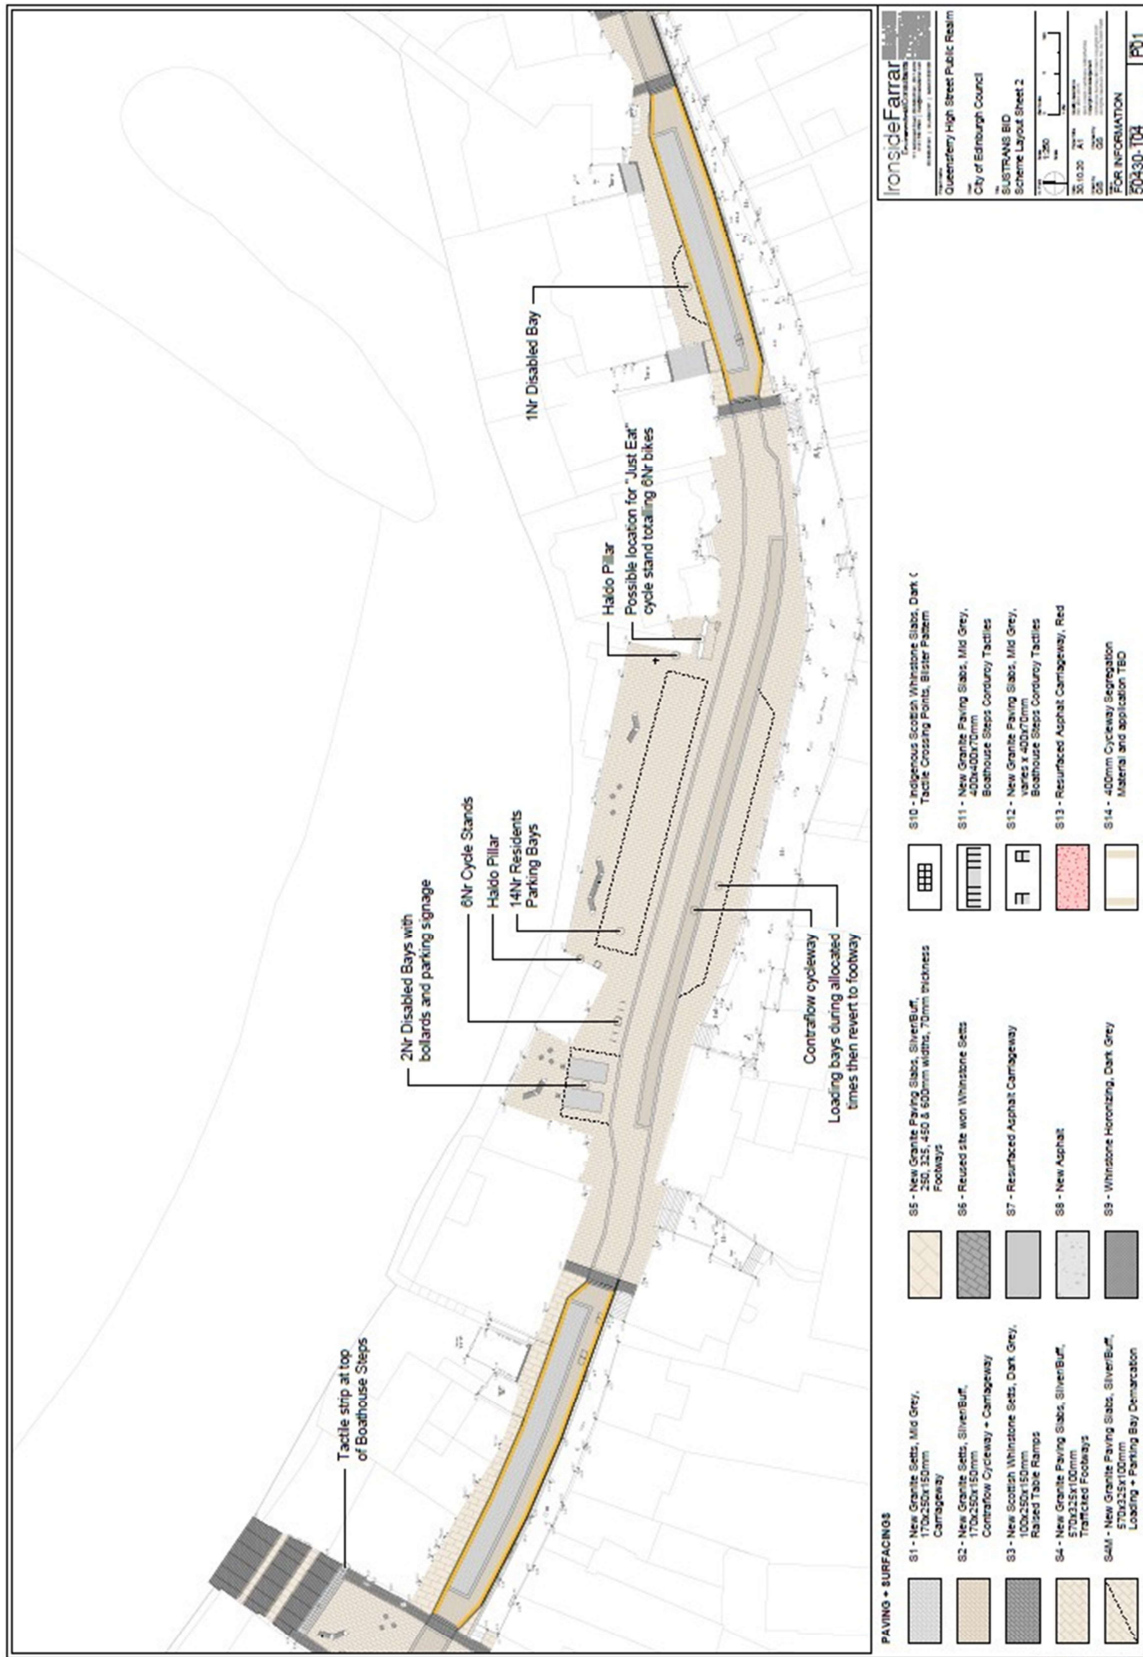 Tactile strip at top
of Boathouse Steps
2Nr Disabled Bays with
bollards and parking signage
6Nr Cycle Stands
Haldo Pillar
14Nr Residents
Parking Bays
Haldo Pillar
Possible location for "Just Eat"
cycle stand totalling 6Nr bikes
1Nr Disabled Bay
Contraflow cycleway
Loading bays during allocated
times then revert to footway
PAVING + SURFACINGS
S1 - New Granite Setts, Mid Grey,
170x250x150mm
Carriageway
S2 - New Granite Setts, Silver/Buff,
170x250x150mm
Contraflow Cycleway + Carriageway
S3 - New Scottish Whinstone Setts, Dark Grey,
100x250x150mm
Raised Table Ramps
S4 - New Granite Paving Slabs, Silver/Buff,
570x325x100mm
Trafficked Footways
S4M - New Granite Paving Slabs, Silver/Buff,
570x325x100mm
Loading + Parking Bay Demarcation
S5 - New Granite Paving Slabs, Silver/Buff,
250, 325, 450 & 600mm widths, 70mm thickness
Footways
S6 - Reused site won Whinstone Setts
S7 - Resurfaced Asphalt Carriageway
S8 - New Asphalt
S9 - Whinstone Horonizing, Dark Grey
S10 - Indigenous Scottish Whinstone Slabs, Dark
Tactile Crossing Points, Blister Pattern
S11 - New Granite Paving Slabs, Mid Grey,
400x400x70mm
Boathouse Steps Corduroy Tactiles
S12 - New Granite Paving Slabs, Mid Grey,
varies x 400x70mm
Boathouse Steps Corduroy Tactiles
S13 - Resurfaced Asphalt Carriageway, Red
S14 - 400mm Cycleway Segregation
Material and application TBD
IronsideFarrar
Queensferry High Street Public Realm
City of Edinburgh Council
SUSTRANS BID
Scheme Layout Sheet 2
1:250
30.10.20 A1
GS GS
FOR INFORMATION
50430-104 P01